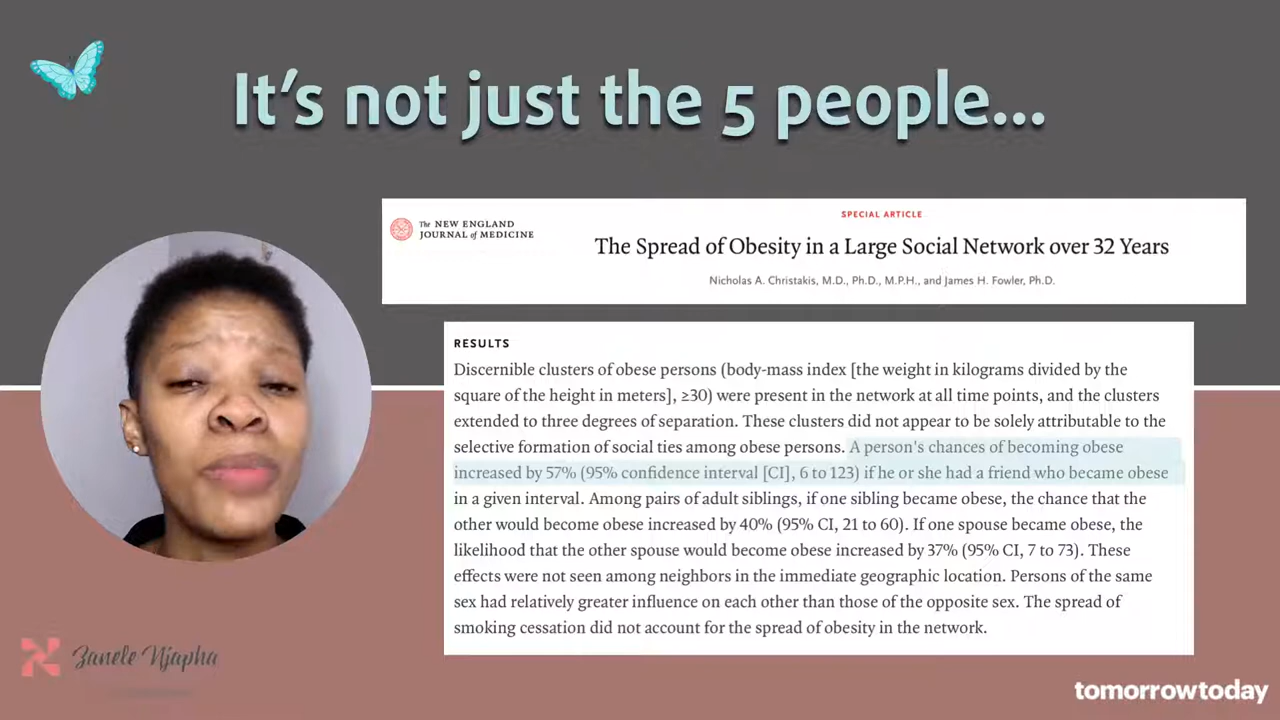 It's not just the 5 people...
SPECIAL ARTICLE
The NEW ENGLAND
JOURNAL of MEDICINE
The Spread of Obesity in a Large Social Network over 32 Years
Nicholas A. Christakis, M.D., Ph.D., M.P.H., and James H. Fowler, Ph.D.
RESULTS
Discernible clusters of obese persons (body-mass index [the weight in kilograms divided by the
square of the height in meters], ≥30) were present in the network at all time points, and the clusters
extended to three degrees of separation. These clusters did not appear to be solely attributable to the
selective formation of social ties among obese persons. A person's chances of becoming obese
increased by 57% (95% confidence interval [CI], 6 to 123) if he or she had a friend who became obese
in a given interval. Among pairs of adult siblings, if one sibling became obese, the chance that the
other would become obese increased by 40% (95% CI, 21 to 60). If one spouse became obese, the
likelihood that the other spouse would become obese increased by 37% (95% CI, 7 to 73). These
effects were not seen among neighbors in the immediate geographic location. Persons of the same
sex had relatively greater influence on each other than those of the opposite sex. The spread of
smoking cessation did not account for the spread of obesity in the network.
Zanele Njapha
tomorrowtoday